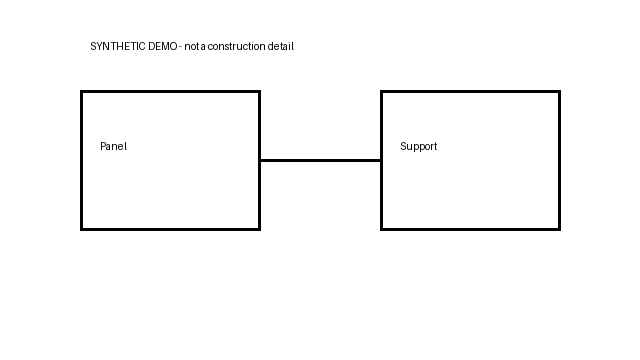 SYNTHETIC DEMO - not a construction detail
Panel
Support